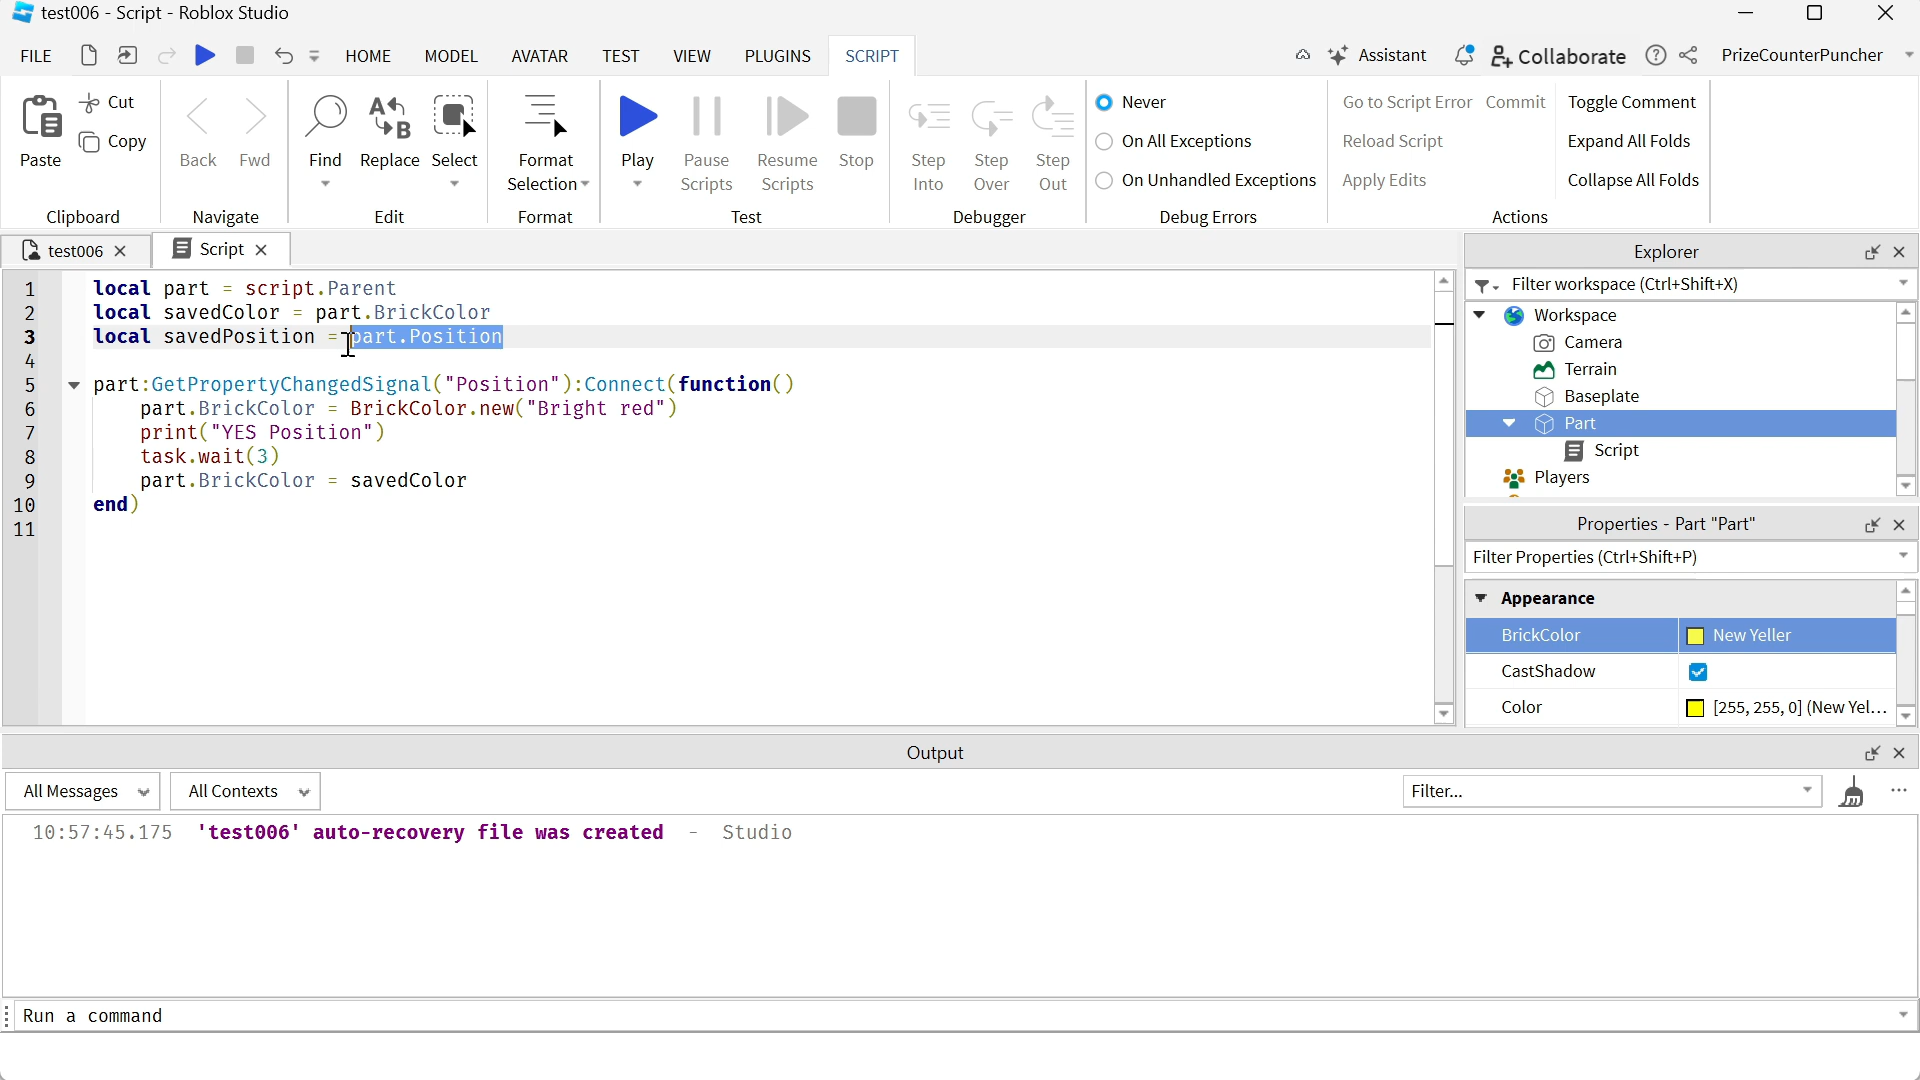 test006 - Script - Roblox Studio
FILE HOME MODEL AVATAR TEST VIEW PLUGINS SCRIPT Assistant Collaborate PrizeCounterPuncher
Paste Cut Copy
Clipboard
Back Fwd
Navigate
Find Replace Select
Edit
Format Selection
Format
Play Pause Scripts Resume Scripts Stop
Test
Step Into Step Over Step Out
Debugger
Never
On All Exceptions
On Unhandled Exceptions
Debug Errors
Go to Script Error Commit Toggle Comment
Reload Script Expand All Folds
Apply Edits Collapse All Folds
Actions
test006 Script
1 local part = script.Parent
2 local savedColor = part.BrickColor
3 local savedPosition = part.Position
4
5 part:GetPropertyChangedSignal("Position"):Connect(function()
6 part.BrickColor = BrickColor.new("Bright red")
7 print("YES Position")
8 task.wait(3)
9 part.BrickColor = savedColor
10 end)
11
Explorer
Filter workspace (Ctrl+Shift+X)
Workspace
Camera
Terrain
Baseplate
Part
Script
Players
Properties - Part "Part"
Filter Properties (Ctrl+Shift+P)
Appearance
BrickColor New Yeller
CastShadow
Color [255, 255, 0] (New Yel...
Output
All Messages All Contexts Filter...
10:57:45.175 'test006' auto-recovery file was created - Studio
Run a command